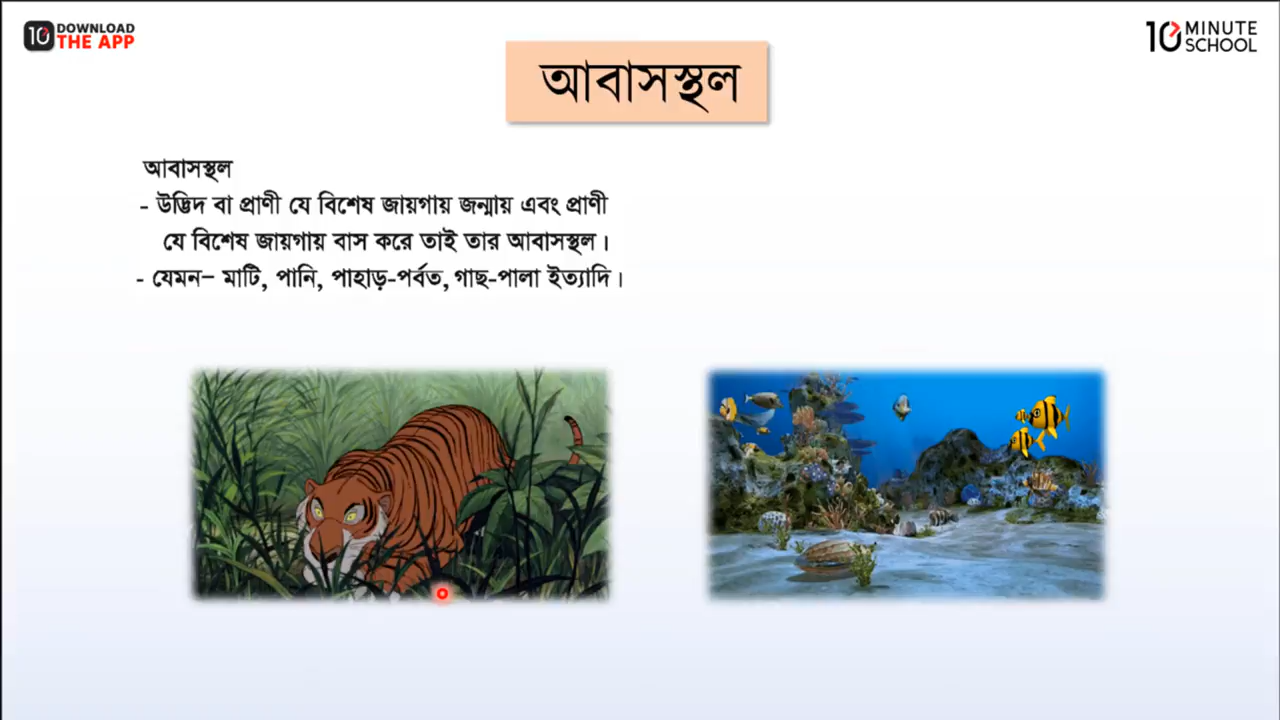 10 DOWNLOAD
THE APP
10 MINUTE
SCHOOL
আবাসস্থল
আবাসস্থল
- উদ্ভিদ বা প্রাণী যে বিশেষ জায়গায় জন্মায় এবং প্রাণী
যে বিশেষ জায়গায় বাস করে তাই তার আবাসস্থল।
- যেমন– মাটি, পানি, পাহাড়-পর্বত, গাছ-পালা ইত্যাদি।